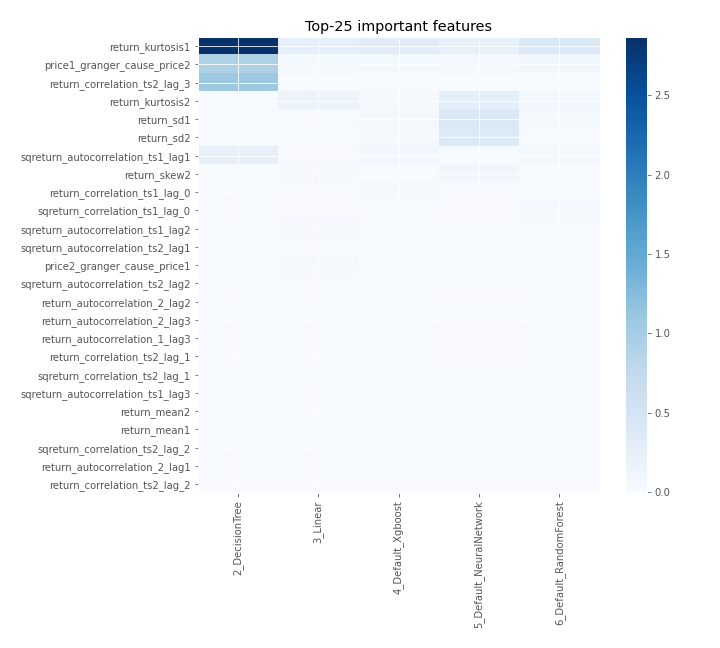 Top-25 important features
return_kurtosis1
price1_granger_cause_price2
return_correlation_ts2_lag_3
return_kurtosis2
return_sd1
return_sd2
sqreturn_autocorrelation_ts1_lag1
return_skew2
return_correlation_ts1_lag_0
sqreturn_correlation_ts1_lag_0
sqreturn_autocorrelation_ts1_lag2
sqreturn_autocorrelation_ts2_lag1
price2_granger_cause_price1
sqreturn_autocorrelation_ts2_lag2
return_autocorrelation_2_lag2
return_autocorrelation_2_lag3
return_autocorrelation_1_lag3
return_correlation_ts2_lag_1
sqreturn_correlation_ts2_lag_1
sqreturn_autocorrelation_ts1_lag3
return_mean2
return_mean1
sqreturn_correlation_ts2_lag_2
return_autocorrelation_2_lag1
return_correlation_ts2_lag_2
2_DecisionTree
3_Linear
4_Default_Xgboost
5_Default_NeuralNetwork
6_Default_RandomForest
2.5
2.0
1.5
1.0
0.5
0.0